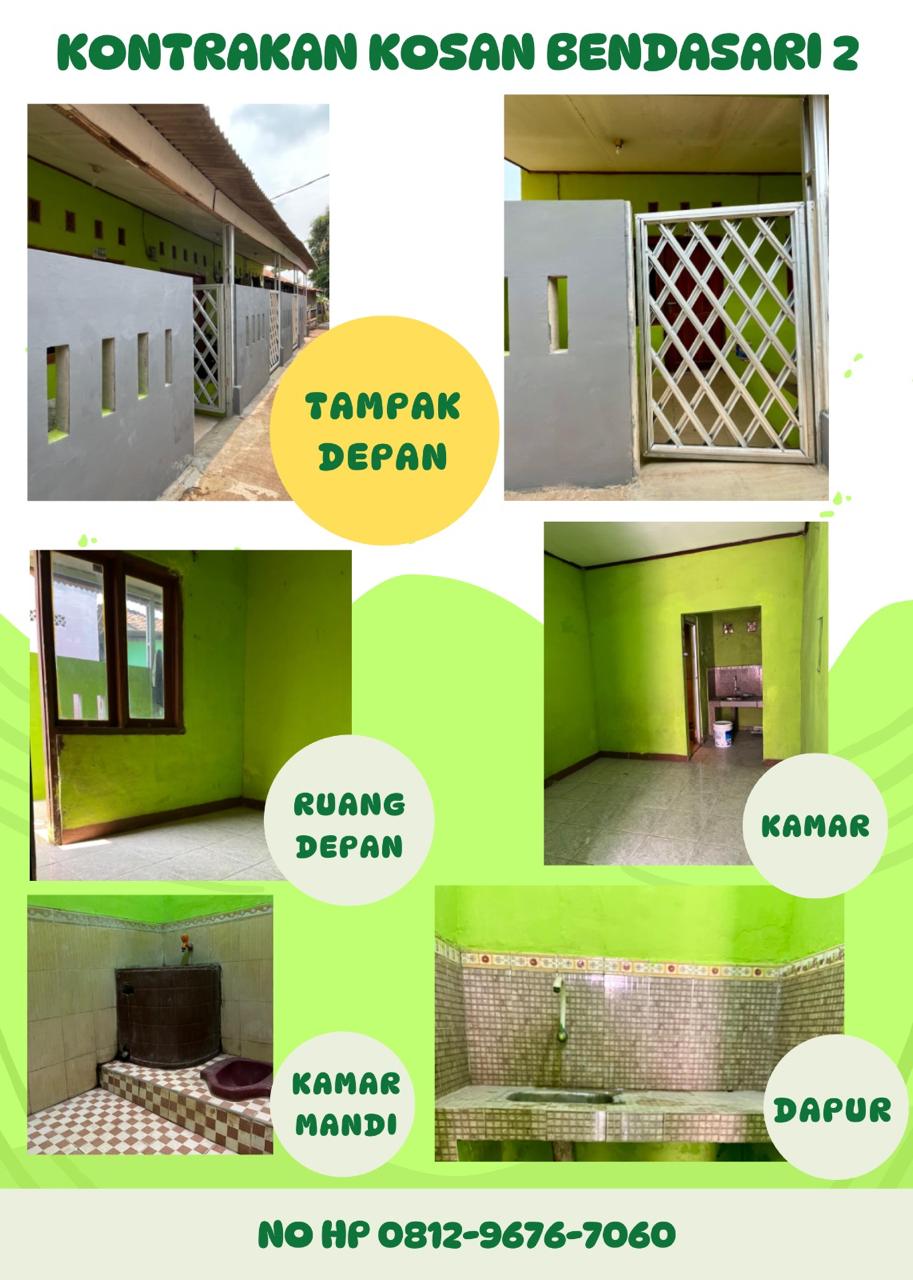 KONTRAKAN KOSAN BENDASARI 2
TAMPAK
DEPAN
RUANG
DEPAN
KAMAR
KAMAR
MANDI
DAPUR
NO HP 0812-9676-7060